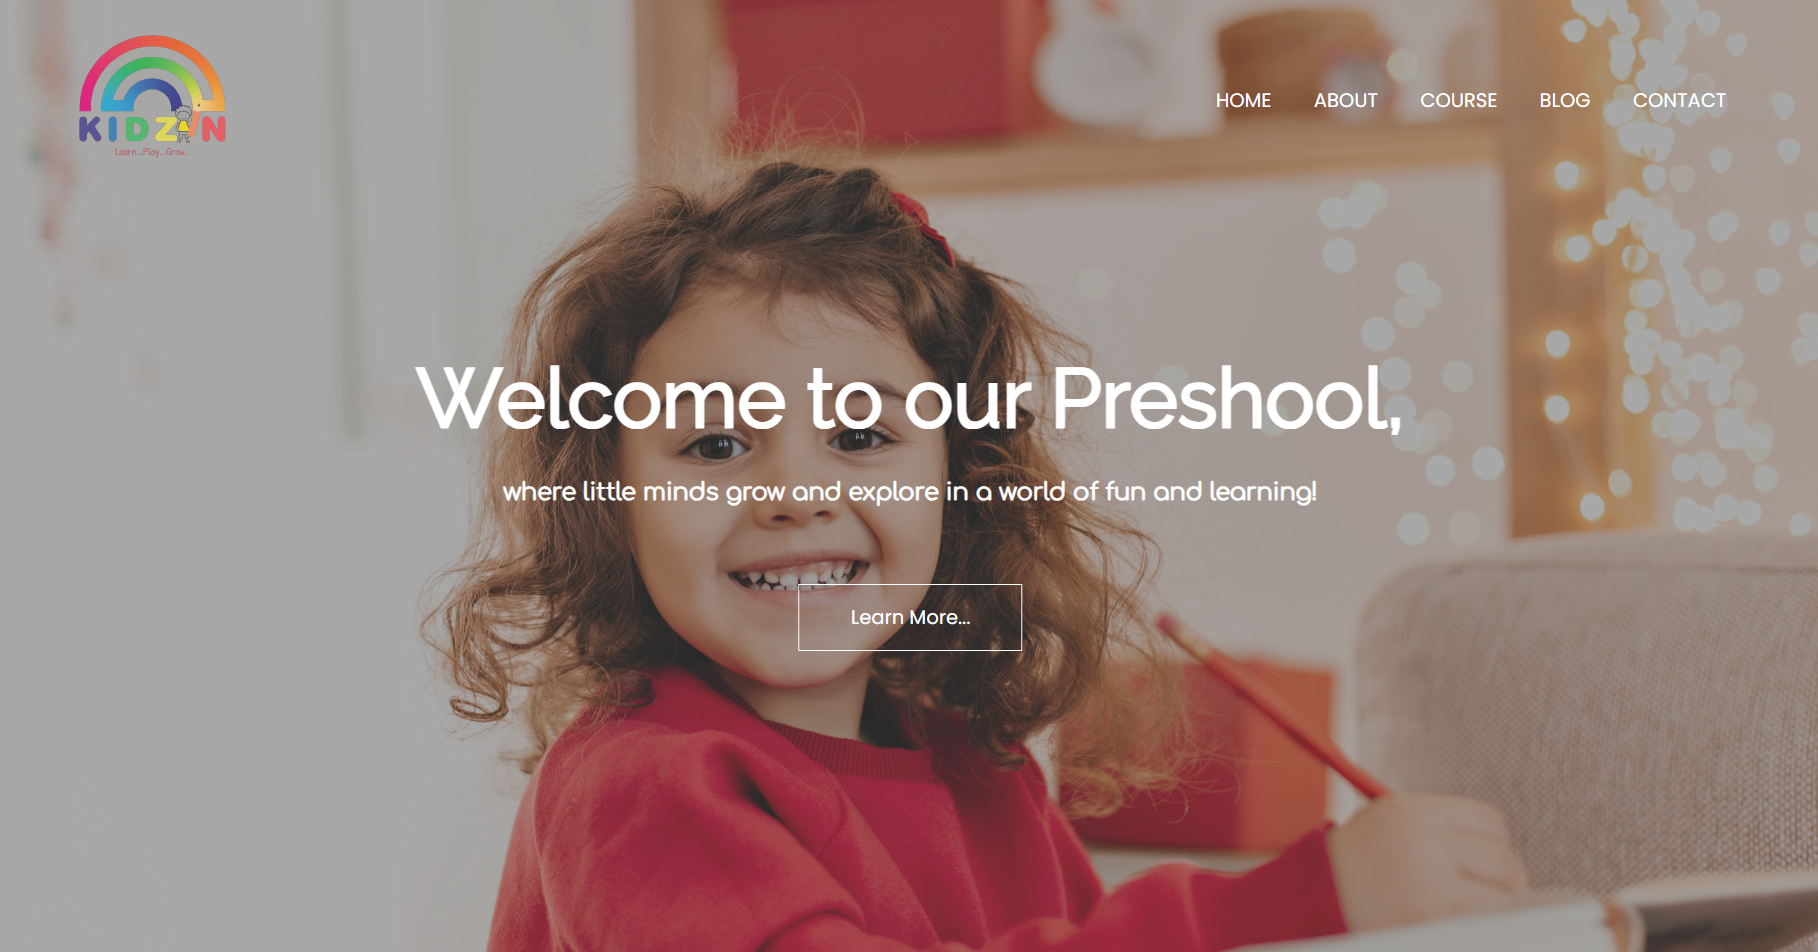 KIDZ N
Learn...Play...Grow...
HOME ABOUT COURSE BLOG CONTACT
Welcome to our Preshool,
where little minds grow and explore in a world of fun and learning!
Learn More...